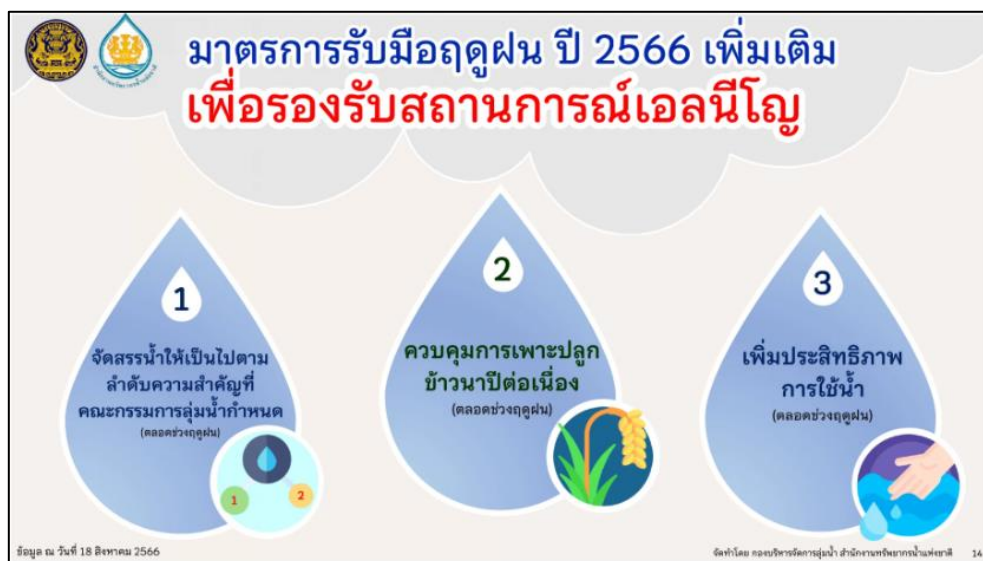 มาตรการรับมือฤดูฝน ปี 2566 เพิ่มเติม
เพื่อรองรับสถานการณ์เอลนีโญ
1
จัดสรรน้ำให้เป็นไปตาม
ลำดับความสำคัญที่
คณะกรรมการลุ่มน้ำกำหนด
(ตลอดช่วงฤดูฝน)
1
2
2
ควบคุมการเพาะปลูก
ข้าวนาปีต่อเนื่อง
(ตลอดช่วงฤดูฝน)
3
เพิ่มประสิทธิภาพ
การใช้น้ำ
(ตลอดช่วงฤดูฝน)
ข้อมูล ณ วันที่ 18 สิงหาคม 2566
จัดทำโดย กองบริหารจัดการลุ่มน้ำ สำนักงานทรัพยากรน้ำแห่งชาติ 14